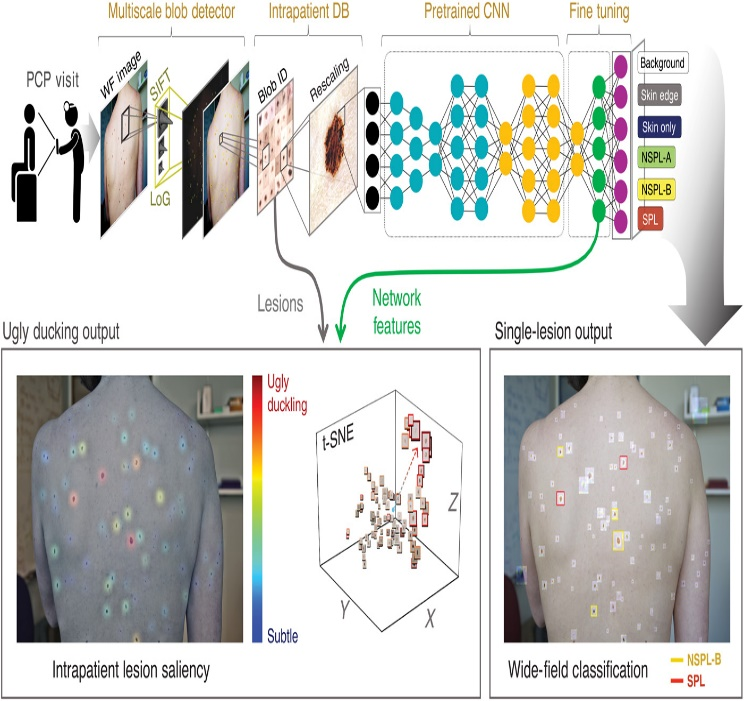 Multiscale blob detector
Intrapatient DB
Pretrained CNN
Fine tuning
PCP visit
WF image
SIFT
LoG
Blob ID
Rescaling
Background
Skin edge
Skin only
NSPL-A
NSPL-B
SPL
Lesions
Network
features
Ugly ducking output
Single-lesion output
Ugly
duckling
t-SNE
Z
Y
X
Subtle
Intrapatient lesion saliency
Wide-field classification
NSPL-B
SPL